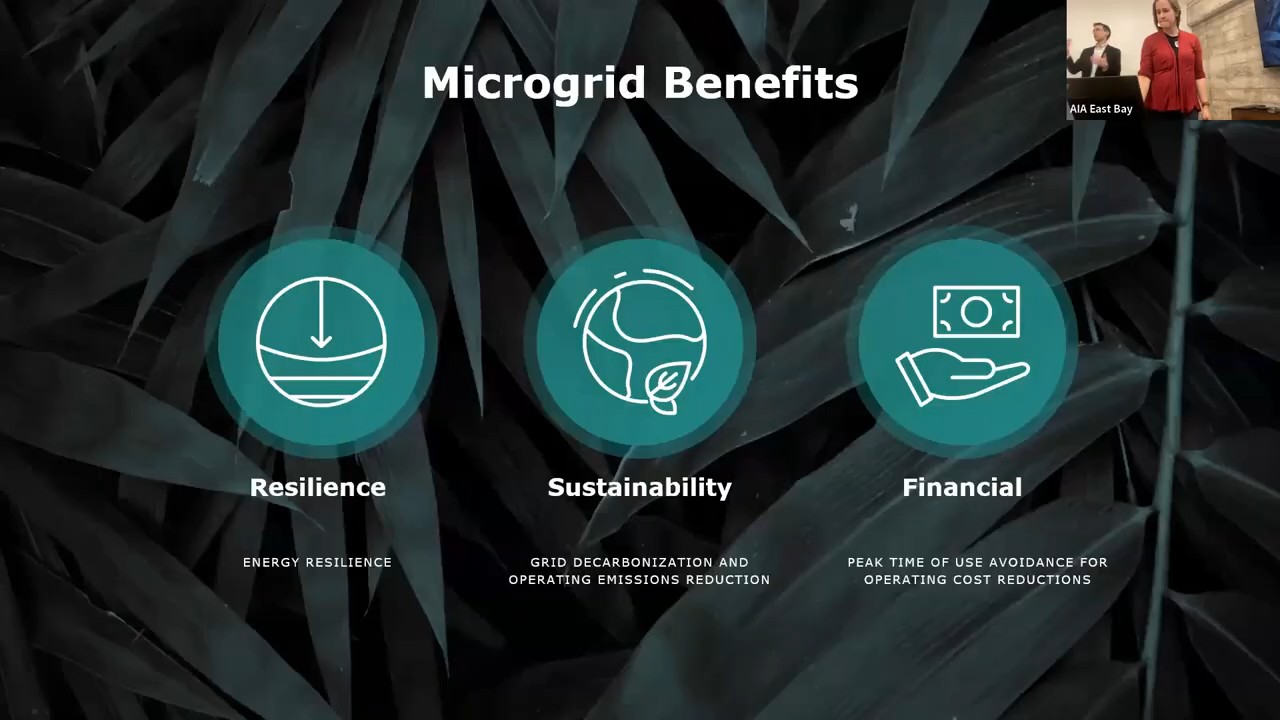 Microgrid Benefits
AIA East Bay
Resilience
Sustainability
Financial
ENERGY RESILIENCE
GRID DECARBONIZATION AND
OPERATING EMISSIONS REDUCTION
PEAK TIME OF USE AVOIDANCE FOR
OPERATING COST REDUCTIONS